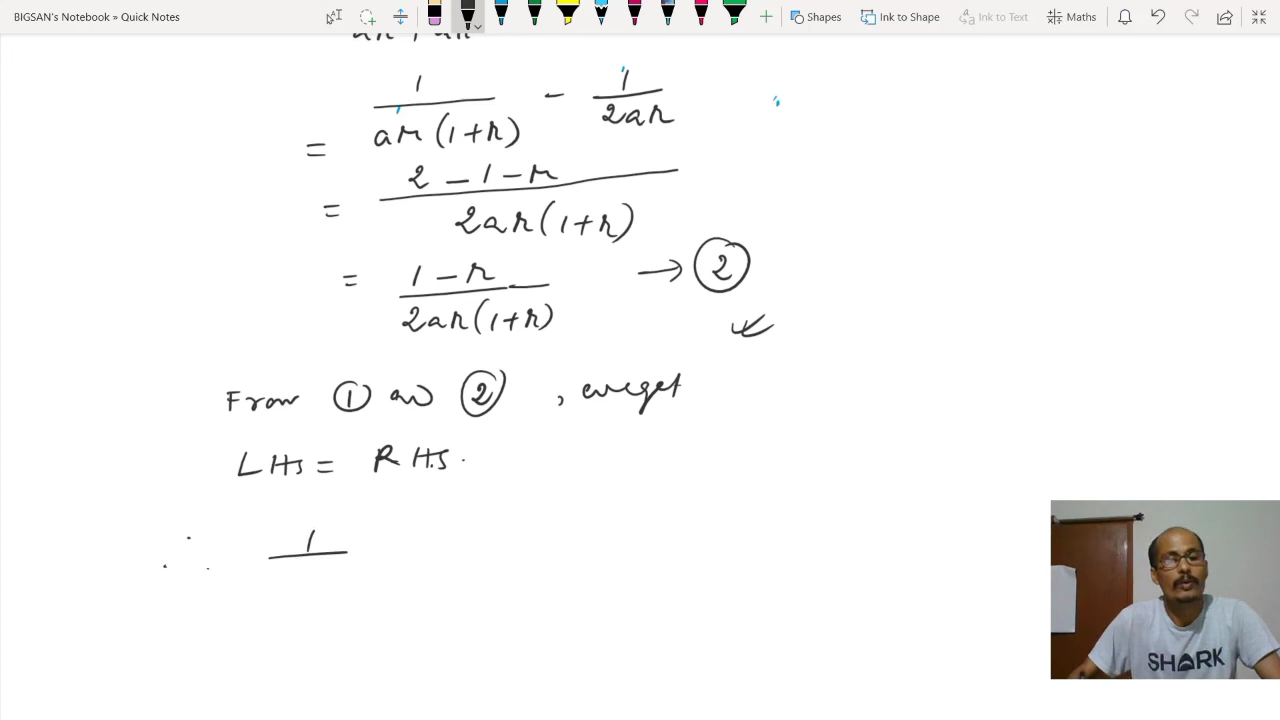 BIGSAN's Notebook » Quick Notes
Shapes Ink to Shape Ink to Text Maths
= 1/ar(1+r) - 1/2ar
= 2-1-r/2ar(1+r)
= 1-r/2ar(1+r) → ②
From ① and ②, we get
LHS = RHS.
∴ 1
SHARK